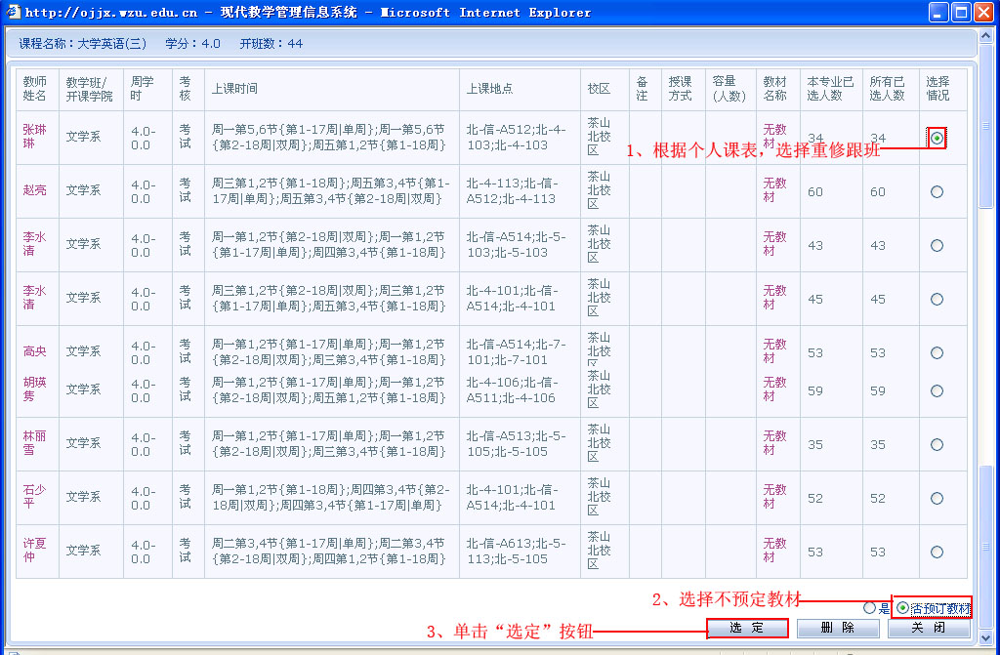 http://ojjx.wzu.edu.cn - 现代教学管理信息系统 - Microsoft Internet Explorer
课程名称：大学英语(三) 学分：4.0 开班数：44
教师姓名 教学班/开课学院 周学时 考核 上课时间 上课地点 校区 备注 授课方式 容量(人数) 教材名称 本专业已选人数 所有已选人数 选择情况
张琳琳 文学系 4.0-0.0 考试 周一第5,6节{第1-17周|单周};周一第5,6节{第2-18周|双周};周五第1,2节{第1-18周} 北-信-A512;北-4-103;北-4-103 茶山北校区 无教材 34 34
1、根据个人课表，选择重修跟班
赵亮 文学系 4.0-0.0 考试 周三第1,2节{第1-18周};周五第3,4节{第1-17周|单周};周五第3,4节{第2-18周|双周} 北-4-113;北-信-A512;北-4-113 茶山北校区 无教材 60 60
李水清 文学系 4.0-0.0 考试 周一第1,2节{第2-18周|双周};周一第1,2节{第1-17周|单周};周四第3,4节{第1-18周} 北-信-A514;北-5-103;北-5-103 茶山北校区 无教材 43 43
李水清 文学系 4.0-0.0 考试 周三第1,2节{第2-18周|双周};周三第1,2节{第1-17周|单周};周五第3,4节{第1-18周} 北-4-101;北-信-A514;北-4-101 茶山北校区 无教材 45 45
高央 文学系 4.0-0.0 考试 周一第1,2节{第1-17周|单周};周一第1,2节{第2-18周|双周};周三第3,4节{第1-18周} 北-信-A514;北-7-101;北-7-101 茶山北校区 无教材 53 53
胡瑛隽 文学系 4.0-0.0 考试 周一第1,2节{第1-17周|单周};周一第1,2节{第2-18周|双周};周五第1,2节{第1-18周} 北-4-106;北-信-A511;北-4-106 茶山北校区 无教材 59 59
林丽雪 文学系 4.0-0.0 考试 周一第1,2节{第1-17周|单周};周一第1,2节{第2-18周|双周};周三第3,4节{第1-18周} 北-信-A513;北-5-105;北-5-105 茶山北校区 无教材 35 35
石少平 文学系 4.0-0.0 考试 周一第1,2节{第1-18周};周四第3,4节{第2-18周|双周};周四第3,4节{第1-17周|单周} 北-4-101;北-信-A514;北-4-101 茶山北校区 无教材 52 52
许夏仲 文学系 4.0-0.0 考试 周二第3,4节{第1-17周|单周};周二第3,4节{第2-18周|双周};周四第1,2节{第1-18周} 北-信-A613;北-5-113;北-5-105 茶山北校区 无教材 53 53
2、选择不预定教材 是 否预订教材
3、单击“选定”按钮 选 定 删 除 关 闭